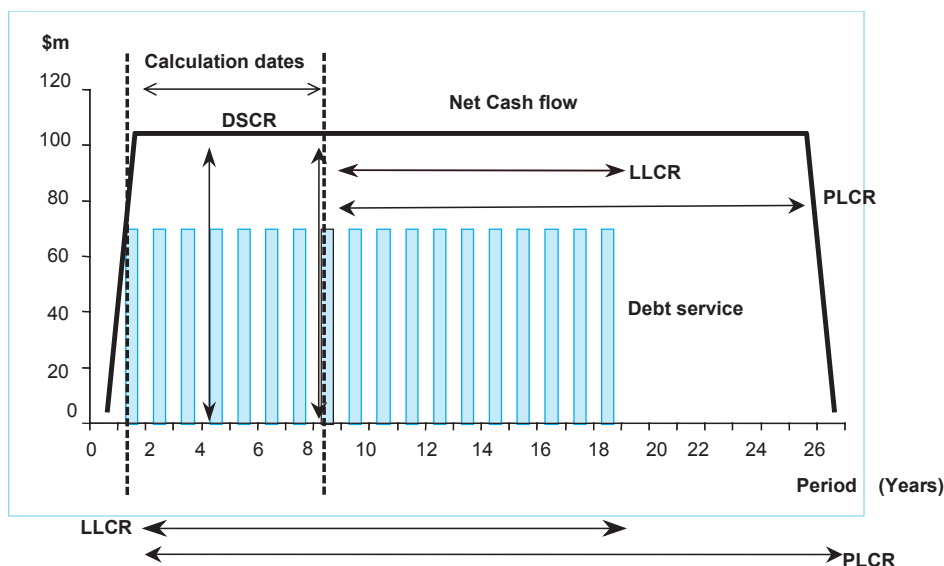 $m
Calculation dates
120
Net Cash flow
DSCR
100
LLCR
80
PLCR
60
Debt service
40
20
0
0 2 4 6 8 10 12 14 16 18 20 22 24 26
Period (Years)
LLCR
PLCR